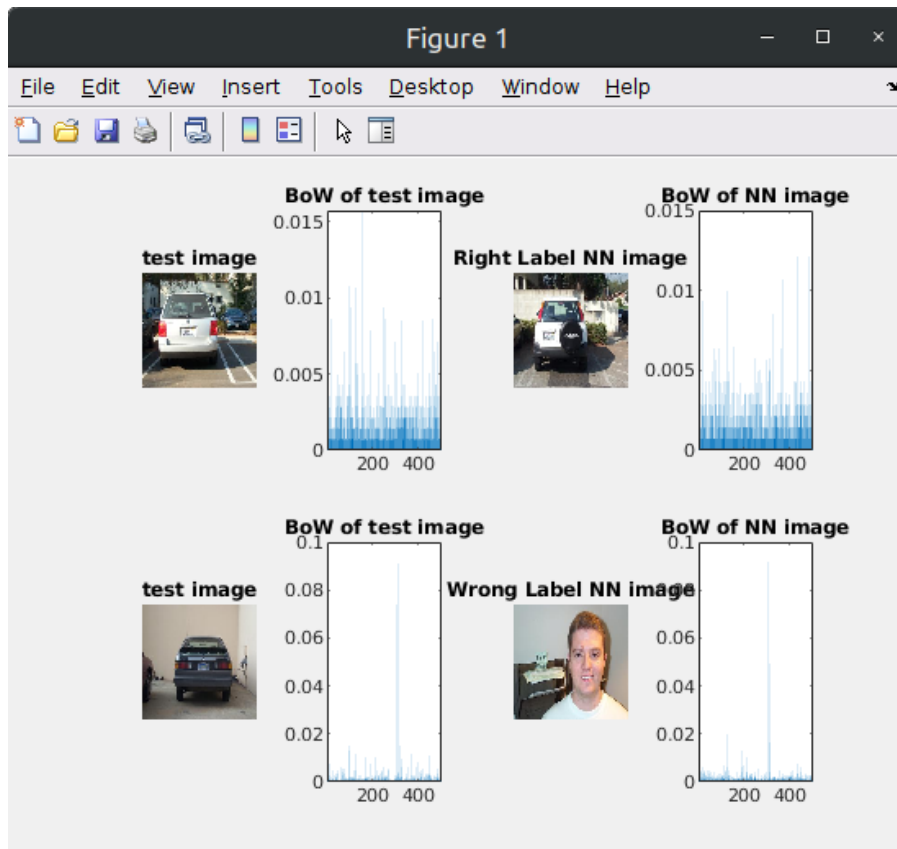 Figure 1
File Edit View Insert Tools Desktop Window Help
BoW of test image
0.015
0.01
0.005
0
200 400
test image
BoW of NN image
0.015
0.01
0.005
0
200 400
Right Label NN image
BoW of test image
0.1
0.08
0.06
0.04
0.02
0
200 400
test image
BoW of NN image
0.1
0.08
0.06
0.04
0.02
0
200 400
Wrong Label NN image